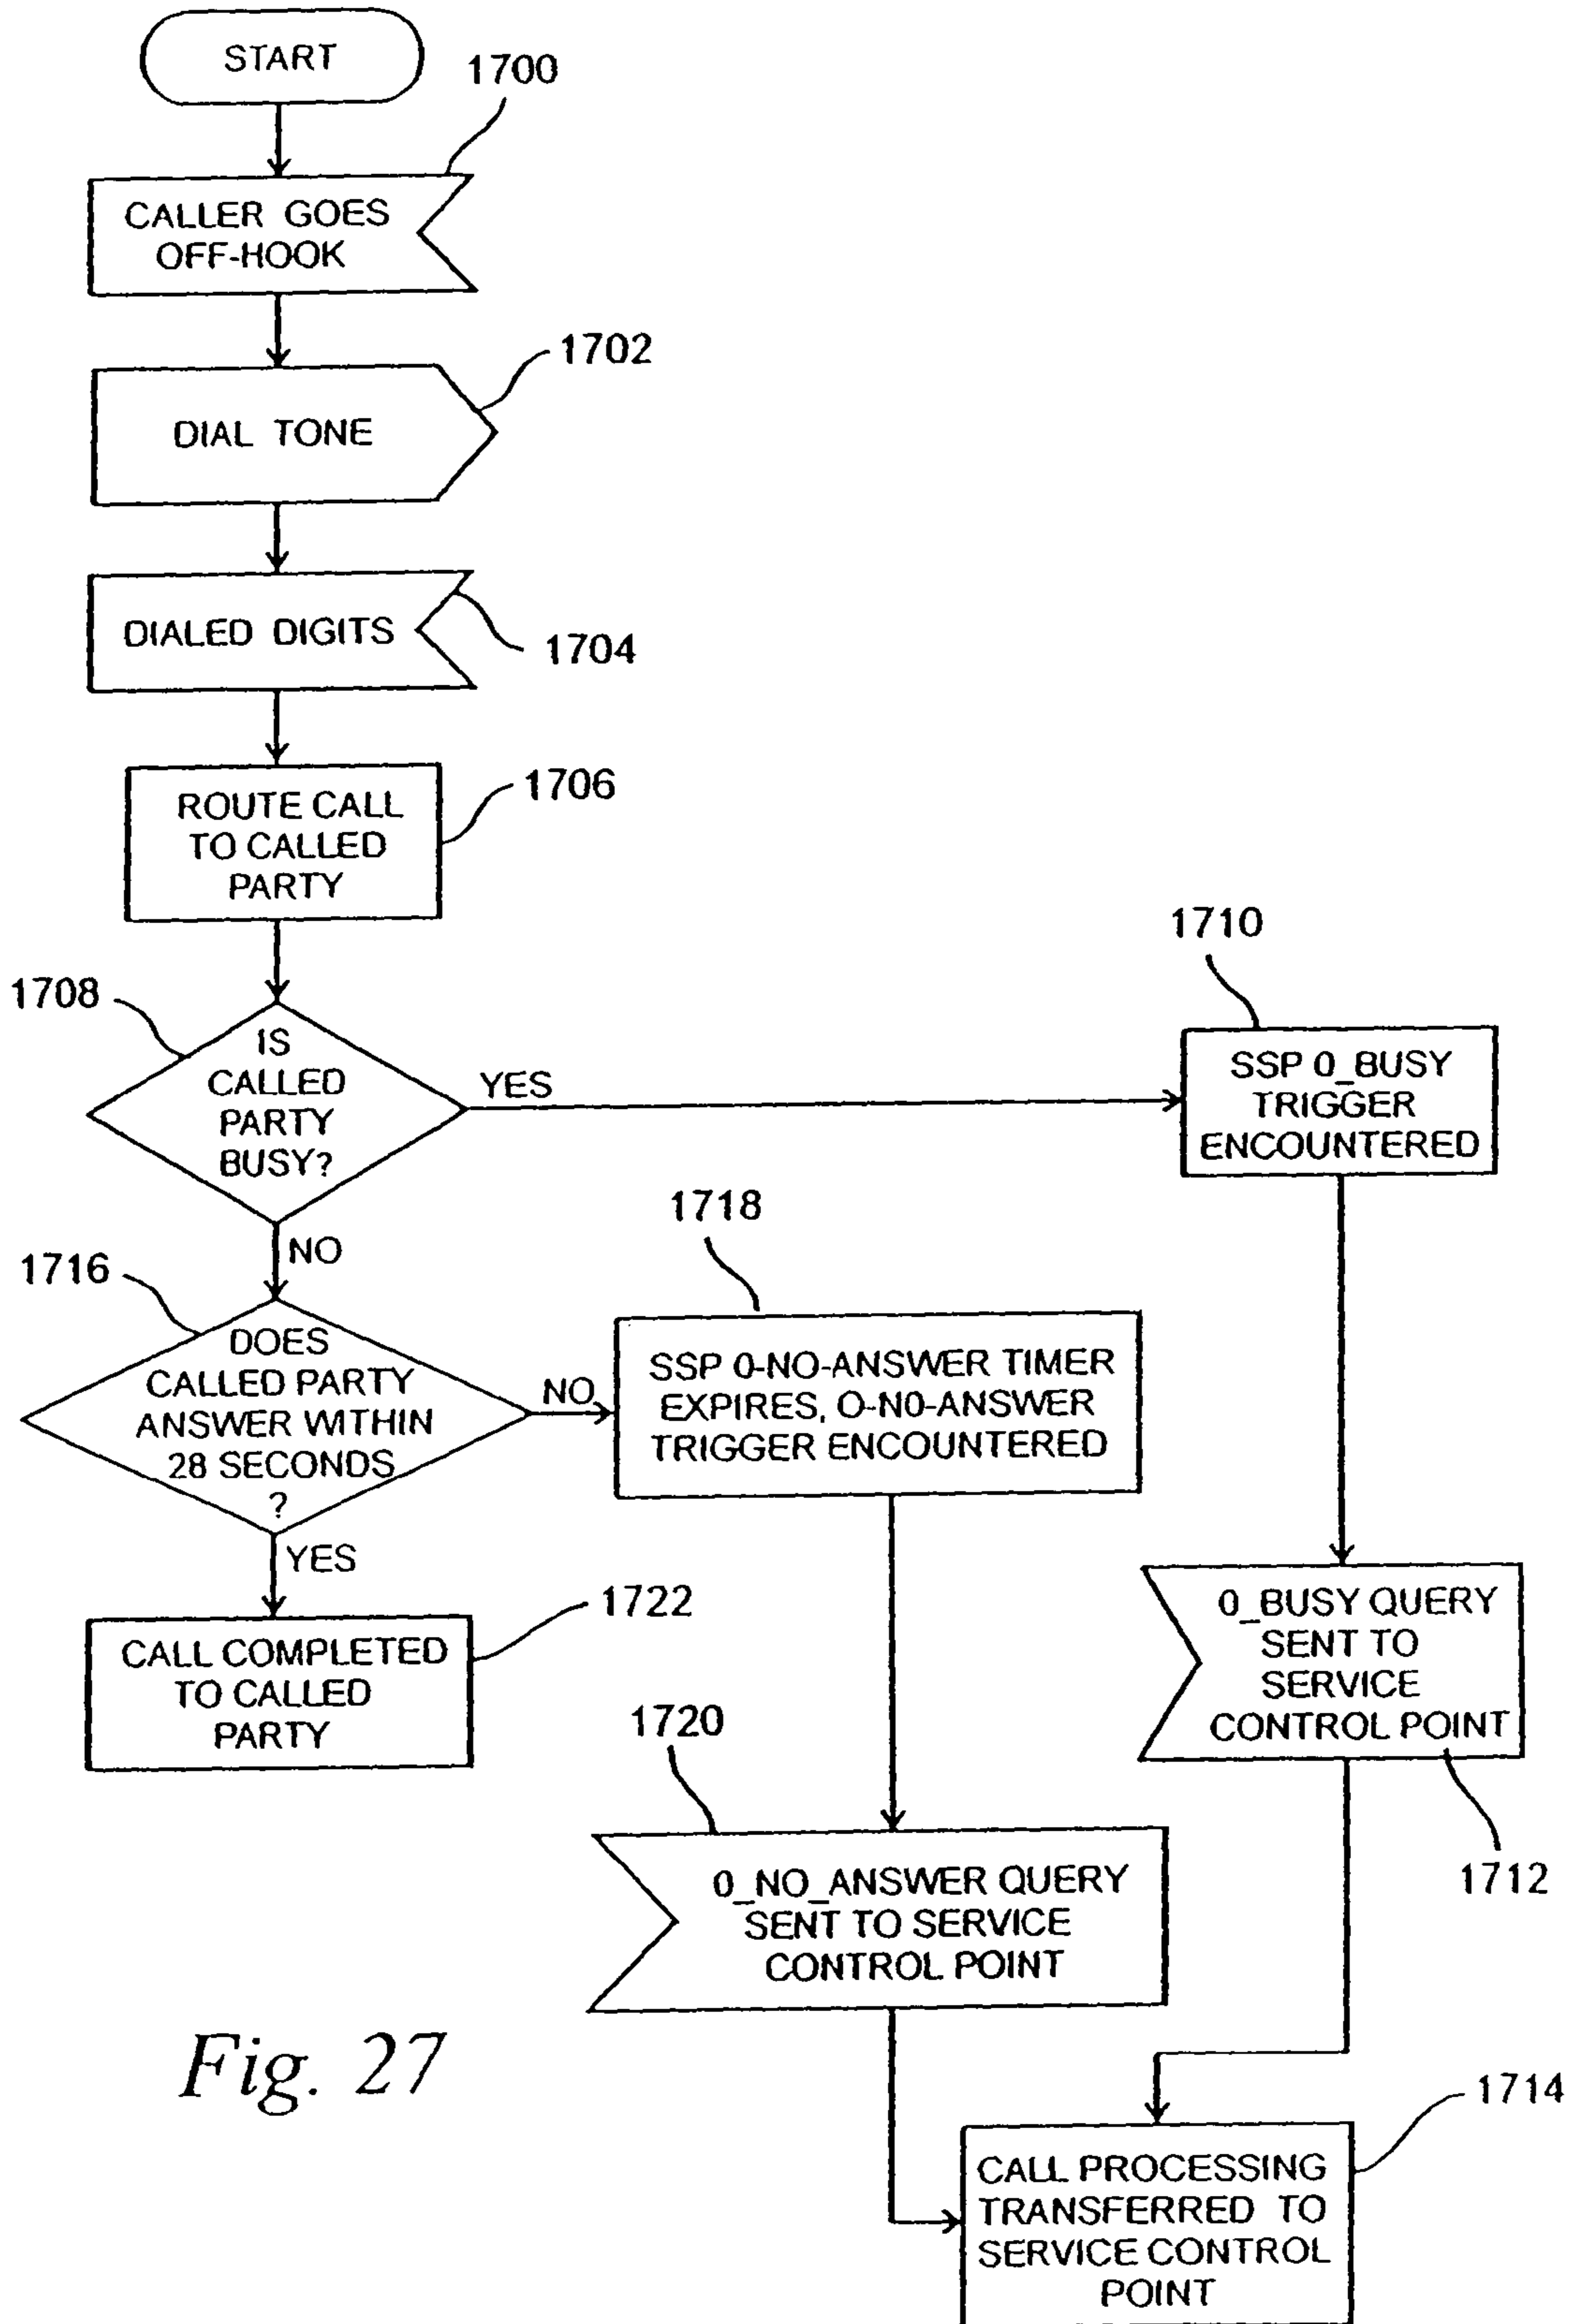 START
1700
CALLER GOES
OFF-HOOK
1702
DIAL TONE
DIALED DIGITS
1704
1706
ROUTE CALL
TO CALLED
PARTY
1708
IS
CALLED
PARTY
BUSY?
YES
1710
SSP 0_BUSY
TRIGGER
ENCOUNTERED
NO
1716
DOES
CALLED PARTY
ANSWER WITHIN
28 SECONDS
?
NO
1718
SSP 0-NO-ANSWER TIMER
EXPIRES, O-NO-ANSWER
TRIGGER ENCOUNTERED
YES
1722
CALL COMPLETED
TO CALLED
PARTY
0_BUSY QUERY
SENT TO
SERVICE
CONTROL POINT
1712
1720
0_NO_ANSWER QUERY
SENT TO SERVICE
CONTROL POINT
1714
CALL PROCESSING
TRANSFERRED TO
SERVICE CONTROL
POINT
Fig. 27